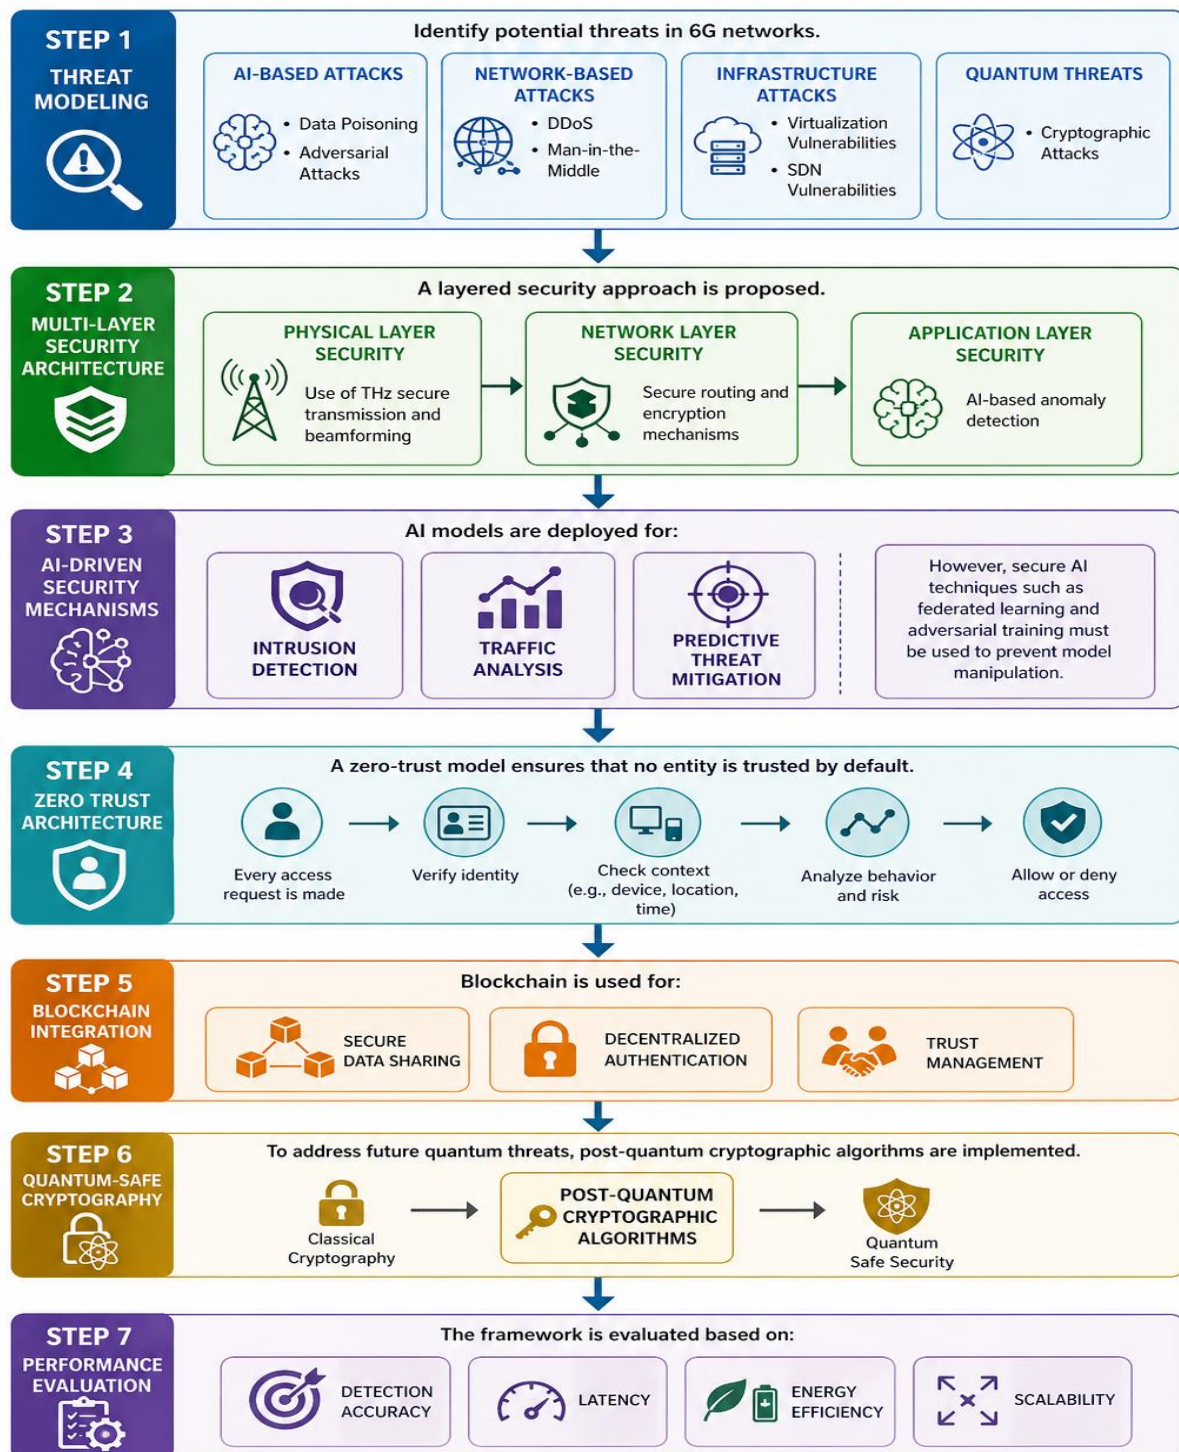 STEP 1
THREAT
MODELING
Identify potential threats in 6G networks.
AI-BASED ATTACKS
• Data Poisoning
• Adversarial
Attacks
NETWORK-BASED
ATTACKS
• DDoS
• Man-in-the-
Middle
INFRASTRUCTURE
ATTACKS
• Virtualization
Vulnerabilities
• SDN
Vulnerabilities
QUANTUM THREATS
• Cryptographic
Attacks
STEP 2
MULTI-LAYER
SECURITY
ARCHITECTURE
A layered security approach is proposed.
PHYSICAL LAYER
SECURITY
Use of THz secure
transmission and
beamforming
NETWORK LAYER
SECURITY
Secure routing and
encryption
mechanisms
APPLICATION LAYER
SECURITY
AI-based anomaly
detection
STEP 3
AI-DRIVEN
SECURITY
MECHANISMS
AI models are deployed for:
INTRUSION
DETECTION
TRAFFIC
ANALYSIS
PREDICTIVE
THREAT
MITIGATION
However, secure AI
techniques such as
federated learning and
adversarial training must
be used to prevent model
manipulation.
STEP 4
ZERO TRUST
ARCHITECTURE
A zero-trust model ensures that no entity is trusted by default.
Every access
request is made
Verify identity
Check context
(e.g., device, location,
time)
Analyze behavior
and risk
Allow or deny
access
STEP 5
BLOCKCHAIN
INTEGRATION
Blockchain is used for:
SECURE
DATA SHARING
DECENTRALIZED
AUTHENTICATION
TRUST
MANAGEMENT
STEP 6
QUANTUM-SAFE
CRYPTOGRAPHY
To address future quantum threats, post-quantum cryptographic algorithms are implemented.
Classical
Cryptography
POST-QUANTUM
CRYPTOGRAPHIC
ALGORITHMS
Quantum
Safe Security
STEP 7
PERFORMANCE
EVALUATION
The framework is evaluated based on:
DETECTION
ACCURACY
LATENCY
ENERGY
EFFICIENCY
SCALABILITY